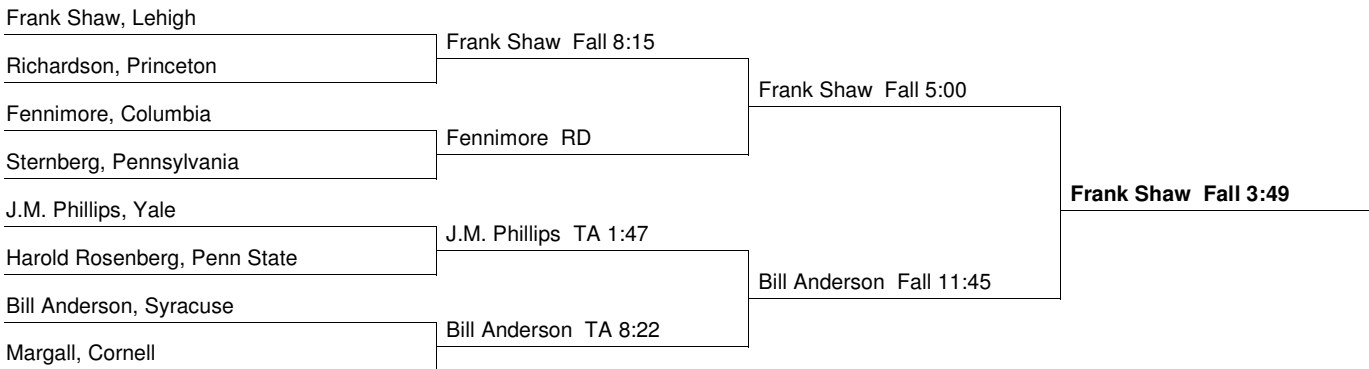 Frank Shaw, Lehigh
Richardson, Princeton
Fennimore, Columbia
Sternberg, Pennsylvania
J.M. Phillips, Yale
Harold Rosenberg, Penn State
Bill Anderson, Syracuse
Margall, Cornell
Frank Shaw Fall 8:15
Fennimore RD
J.M. Phillips TA 1:47
Bill Anderson TA 8:22
Frank Shaw Fall 5:00
Bill Anderson Fall 11:45
Frank Shaw Fall 3:49